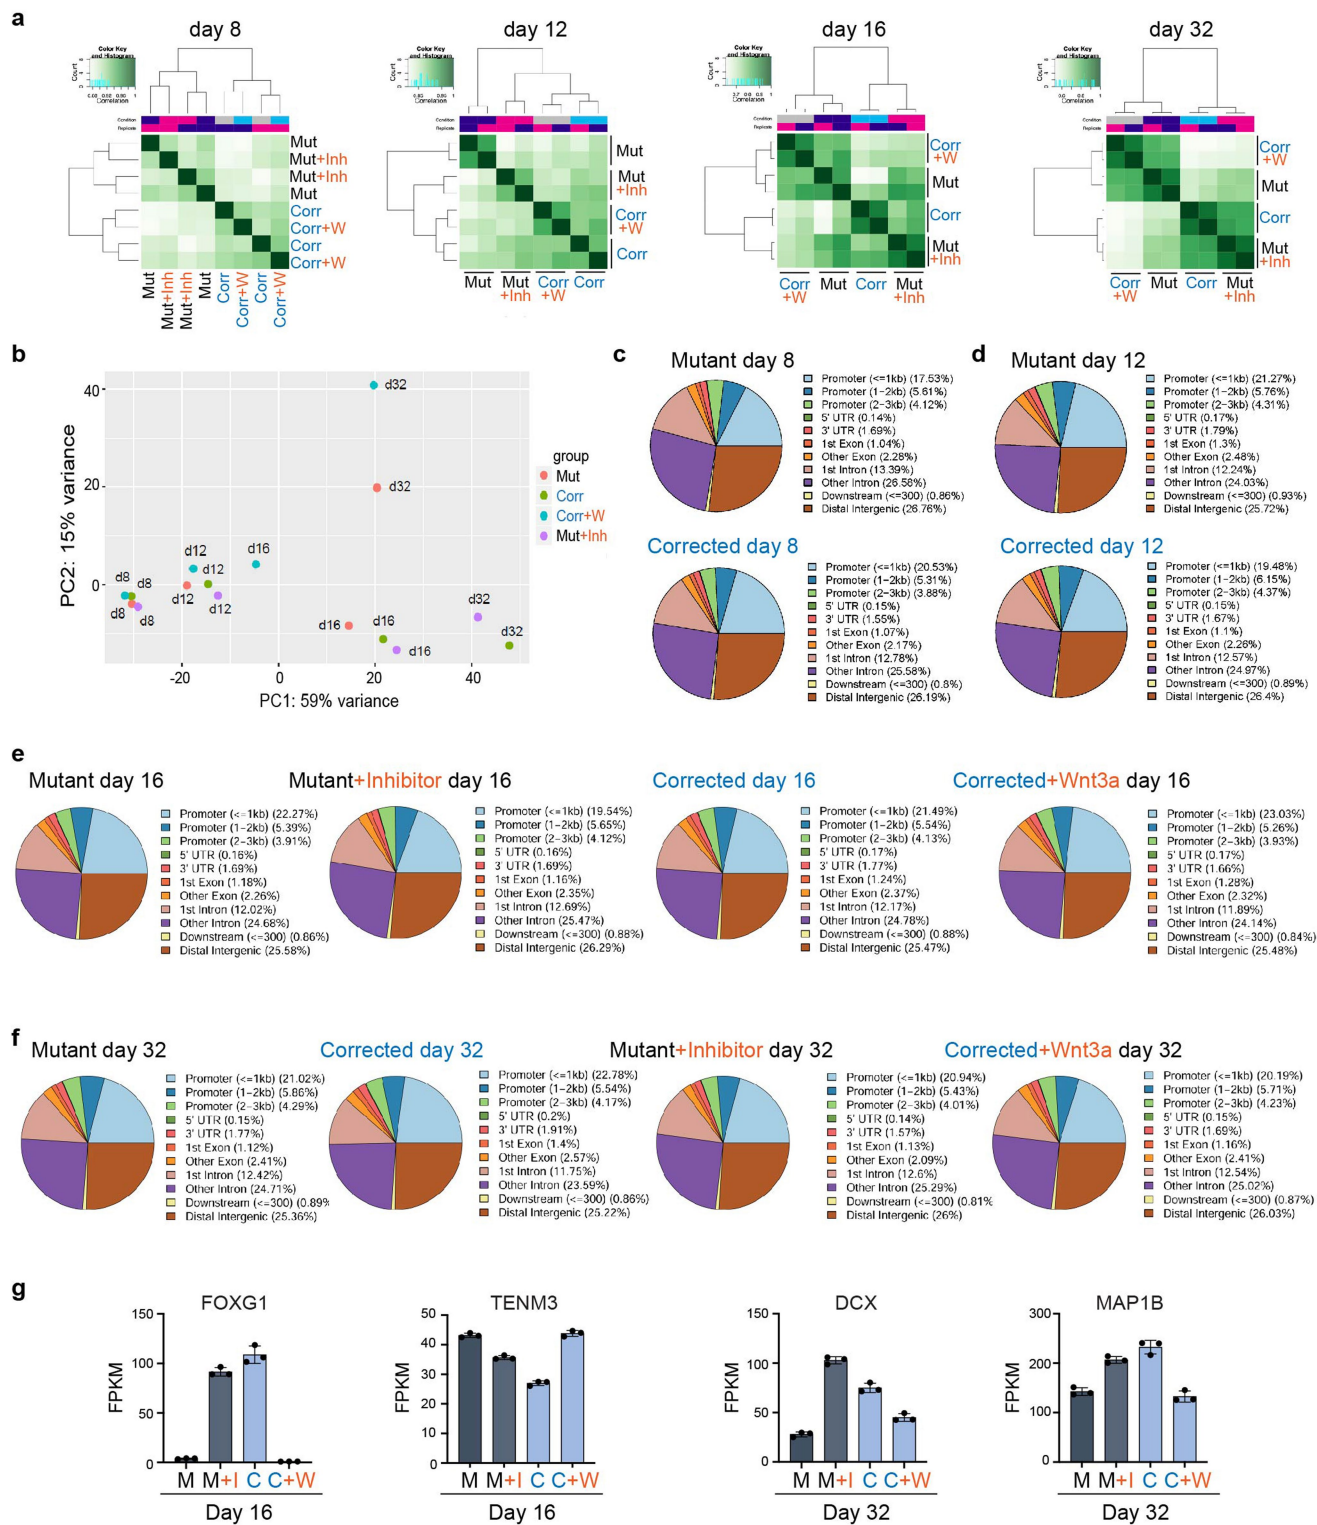 a
day 8
day 12
day 16
day 32
Color Key
and Histogram
Count
Correlation
Condition
Replicate
Mut
Mut+Inh
Mut+Inh
Mut
Corr
Corr+W
Corr
Corr+W
Mut
Mut+Inh
Mut+Inh
Mut
Corr
Corr+W
Corr
Corr+W
Color Key
and Histogram
Count
Correlation
Condition
Replicate
Mut
Mut
+Inh
Corr
+W
Corr
Mut
Mut
+Inh
Corr
+W
Corr
Color Key
and Histogram
Count
Correlation
Condition
Replicate
Corr
+W
Mut
Corr
Mut
+Inh
Corr
+W
Mut
Corr
Mut
+Inh
Color Key
and Histogram
Count
Correlation
Condition
Replicate
Corr
+W
Mut
Corr
Mut
+Inh
Corr
+W
Mut
Corr
Mut
+Inh
b
PC2: 15% variance
40
20
0
-20
0
20
40
PC1: 59% variance
d32
d32
d12
d16
d8
d8
d12
d8
d8
d12
d12
d16
d16
d16
d32
d32
group
Mut
Corr
Corr+W
Mut+Inh
c
Mutant day 8
Promoter (<=1kb) (17.53%)
Promoter (1-2kb) (5.61%)
Promoter (2-3kb) (4.12%)
5' UTR (0.14%)
3' UTR (1.69%)
1st Exon (1.04%)
Other Exon (2.28%)
1st Intron (13.39%)
Other Intron (26.58%)
Downstream (<=300) (0.86%)
Distal Intergenic (26.76%)
Corrected day 8
Promoter (<=1kb) (20.53%)
Promoter (1-2kb) (5.31%)
Promoter (2-3kb) (3.88%)
5' UTR (0.15%)
3' UTR (1.55%)
1st Exon (1.07%)
Other Exon (2.17%)
1st Intron (12.78%)
Other Intron (25.58%)
Downstream (<=300) (0.8%)
Distal Intergenic (26.19%)
d
Mutant day 12
Promoter (<=1kb) (21.27%)
Promoter (1-2kb) (5.76%)
Promoter (2-3kb) (4.31%)
5' UTR (0.17%)
3' UTR (1.79%)
1st Exon (1.3%)
Other Exon (2.48%)
1st Intron (12.24%)
Other Intron (24.03%)
Downstream (<=300) (0.93%)
Distal Intergenic (25.72%)
Corrected day 12
Promoter (<=1kb) (19.48%)
Promoter (1-2kb) (6.15%)
Promoter (2-3kb) (4.37%)
5' UTR (0.15%)
3' UTR (1.67%)
1st Exon (1.1%)
Other Exon (2.26%)
1st Intron (12.57%)
Other Intron (24.97%)
Downstream (<=300) (0.89%)
Distal Intergenic (26.4%)
e
Mutant day 16
Promoter (<=1kb) (22.27%)
Promoter (1-2kb) (5.39%)
Promoter (2-3kb) (3.91%)
5' UTR (0.16%)
3' UTR (1.69%)
1st Exon (1.18%)
Other Exon (2.26%)
1st Intron (12.02%)
Other Intron (24.68%)
Downstream (<=300) (0.86%)
Distal Intergenic (25.58%)
Mutant+Inhibitor day 16
Promoter (<=1kb) (19.54%)
Promoter (1-2kb) (5.65%)
Promoter (2-3kb) (4.12%)
5' UTR (0.16%)
3' UTR (1.69%)
1st Exon (1.16%)
Other Exon (2.35%)
1st Intron (12.69%)
Other Intron (25.47%)
Downstream (<=300) (0.88%)
Distal Intergenic (26.29%)
Corrected day 16
Promoter (<=1kb) (21.49%)
Promoter (1-2kb) (5.54%)
Promoter (2-3kb) (4.13%)
5' UTR (0.17%)
3' UTR (1.77%)
1st Exon (1.24%)
Other Exon (2.37%)
1st Intron (12.17%)
Other Intron (24.78%)
Downstream (<=300) (0.88%)
Distal Intergenic (25.47%)
Corrected+Wnt3a day 16
Promoter (<=1kb) (23.03%)
Promoter (1-2kb) (5.26%)
Promoter (2-3kb) (3.93%)
5' UTR (0.17%)
3' UTR (1.66%)
1st Exon (1.28%)
Other Exon (2.32%)
1st Intron (11.89%)
Other Intron (24.14%)
Downstream (<=300) (0.84%)
Distal Intergenic (25.48%)
f
Mutant day 32
Promoter (<=1kb) (21.02%)
Promoter (1-2kb) (5.86%)
Promoter (2-3kb) (4.29%)
5' UTR (0.15%)
3' UTR (1.77%)
1st Exon (1.12%)
Other Exon (2.41%)
1st Intron (12.42%)
Other Intron (24.71%)
Downstream (<=300) (0.89%
Distal Intergenic (25.36%)
Corrected day 32
Promoter (<=1kb) (22.78%)
Promoter (1-2kb) (5.54%)
Promoter (2-3kb) (4.17%)
5' UTR (0.2%)
3' UTR (1.91%)
1st Exon (1.4%)
Other Exon (2.57%)
1st Intron (11.75%)
Other Intron (23.59%)
Downstream (<=300) (0.86%)
Distal Intergenic (25.22%)
Mutant+Inhibitor day 32
Promoter (<=1kb) (20.94%)
Promoter (1-2kb) (5.43%)
Promoter (2-3kb) (4.01%)
5' UTR (0.14%)
3' UTR (1.57%)
1st Exon (1.13%)
Other Exon (2.09%)
1st Intron (12.6%)
Other Intron (25.29%)
Downstream (<=300) (0.81%
Distal Intergenic (26%)
Corrected+Wnt3a day 32
Promoter (<=1kb) (20.19%)
Promoter (1-2kb) (5.71%)
Promoter (2-3kb) (4.23%)
5' UTR (0.15%)
3' UTR (1.69%)
1st Exon (1.16%)
Other Exon (2.41%)
1st Intron (12.54%)
Other Intron (25.02%)
Downstream (<=300) (0.87%)
Distal Intergenic (26.03%)
g
FOXG1
FPKM
150
100
50
0
M
M+I
C
C+W
Day 16
TENM3
FPKM
50
40
30
20
10
0
M
M+I
C
C+W
Day 16
DCX
FPKM
150
100
50
0
M
M+I
C
C+W
Day 32
MAP1B
FPKM
300
200
100
0
M
M+I
C
C+W
Day 32